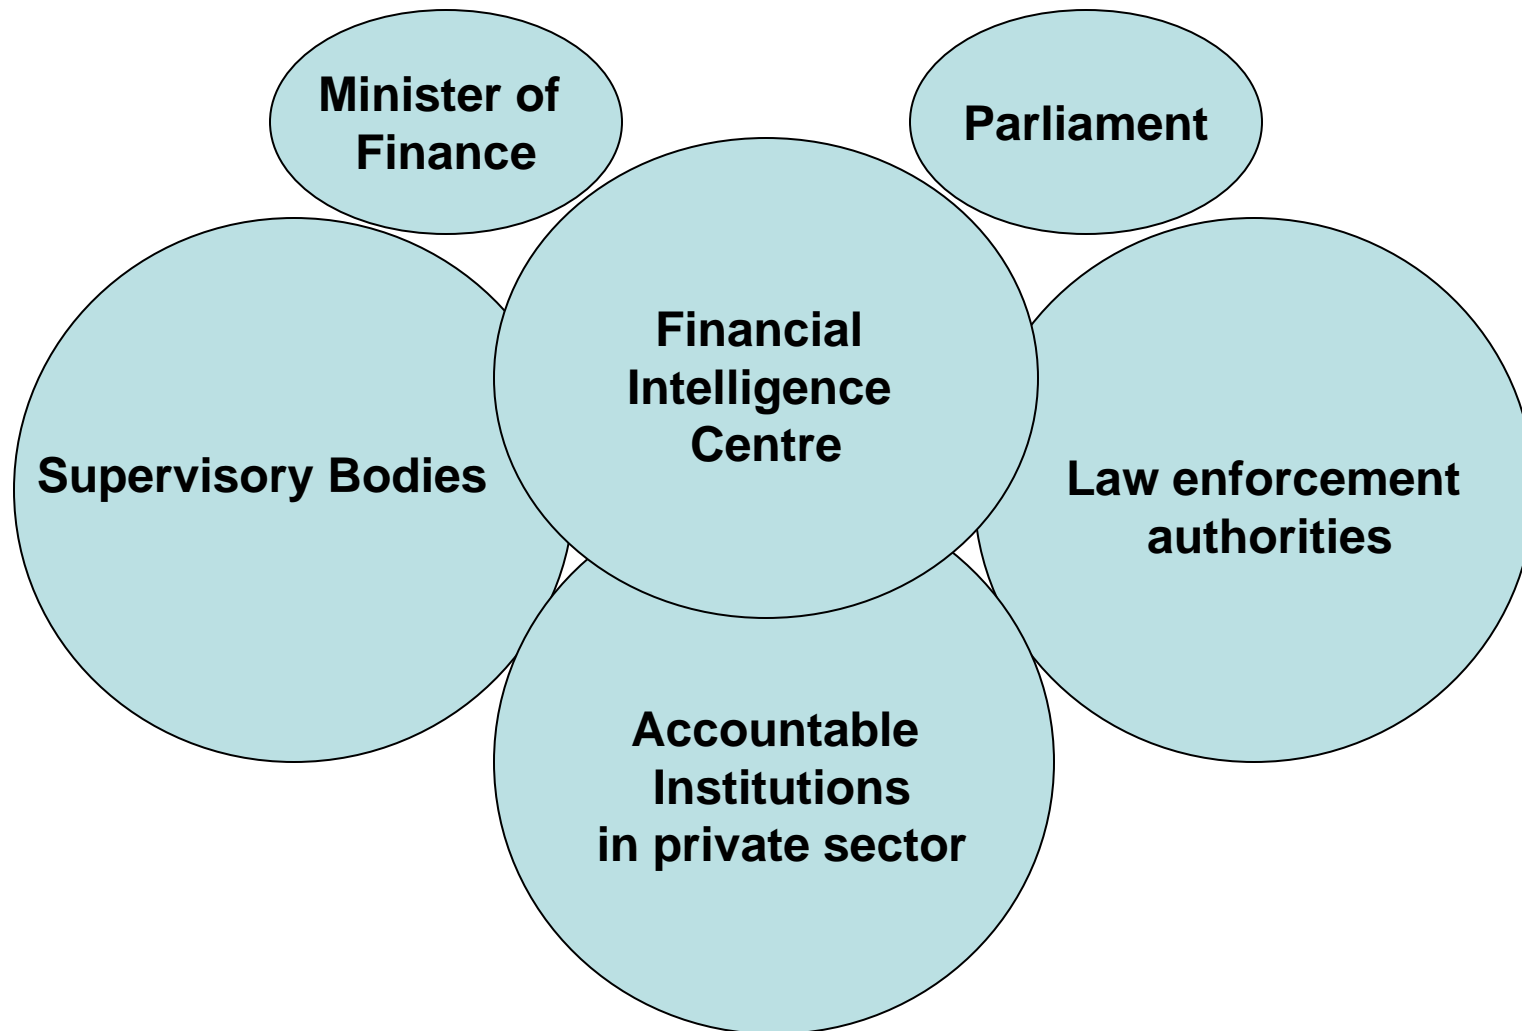 Minister of
Finance
Parliament
Financial
Intelligence
Centre
Supervisory Bodies
Law enforcement
authorities
Accountable
Institutions
in private sector